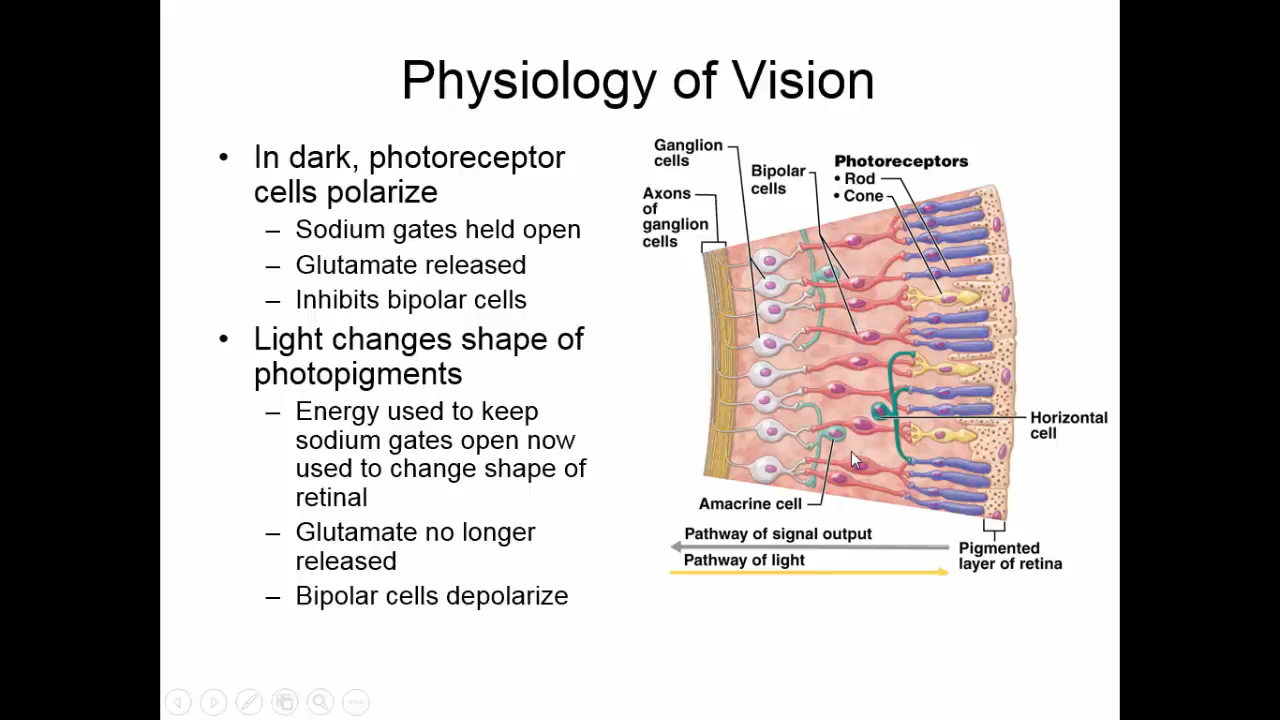 Physiology of Vision
• In dark, photoreceptor
cells polarize
– Sodium gates held open
– Glutamate released
– Inhibits bipolar cells
• Light changes shape of
photopigments
– Energy used to keep
sodium gates open now
used to change shape of
retinal
– Glutamate no longer
released
– Bipolar cells depolarize
Ganglion
cells
Axons
of
ganglion
cells
Bipolar
cells
Photoreceptors
• Rod
• Cone
Horizontal
cell
Amacrine cell
Pathway of signal output
Pathway of light
Pigmented
layer of retina